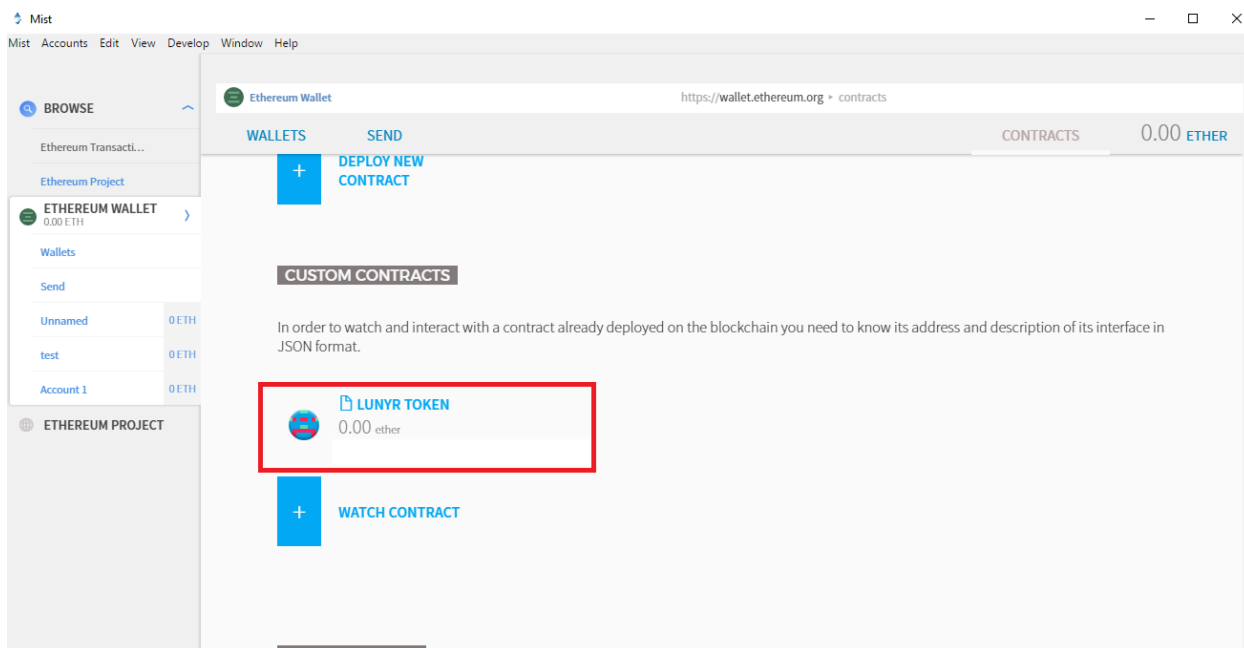 Mist
Mist Accounts Edit View Develop Window Help
BROWSE
Ethereum Transacti...
Ethereum Project
ETHEREUM WALLET
0.00 ETH
Wallets
Send
Unnamed 0 ETH
test 0 ETH
Account 1 0 ETH
ETHEREUM PROJECT
Ethereum Wallet https://wallet.ethereum.org ▸ contracts
WALLETS SEND CONTRACTS 0.00 ETHER
+ DEPLOY NEW
CONTRACT
CUSTOM CONTRACTS
In order to watch and interact with a contract already deployed on the blockchain you need to know its address and description of its interface in
JSON format.
LUNYR TOKEN
0.00 ether
+ WATCH CONTRACT